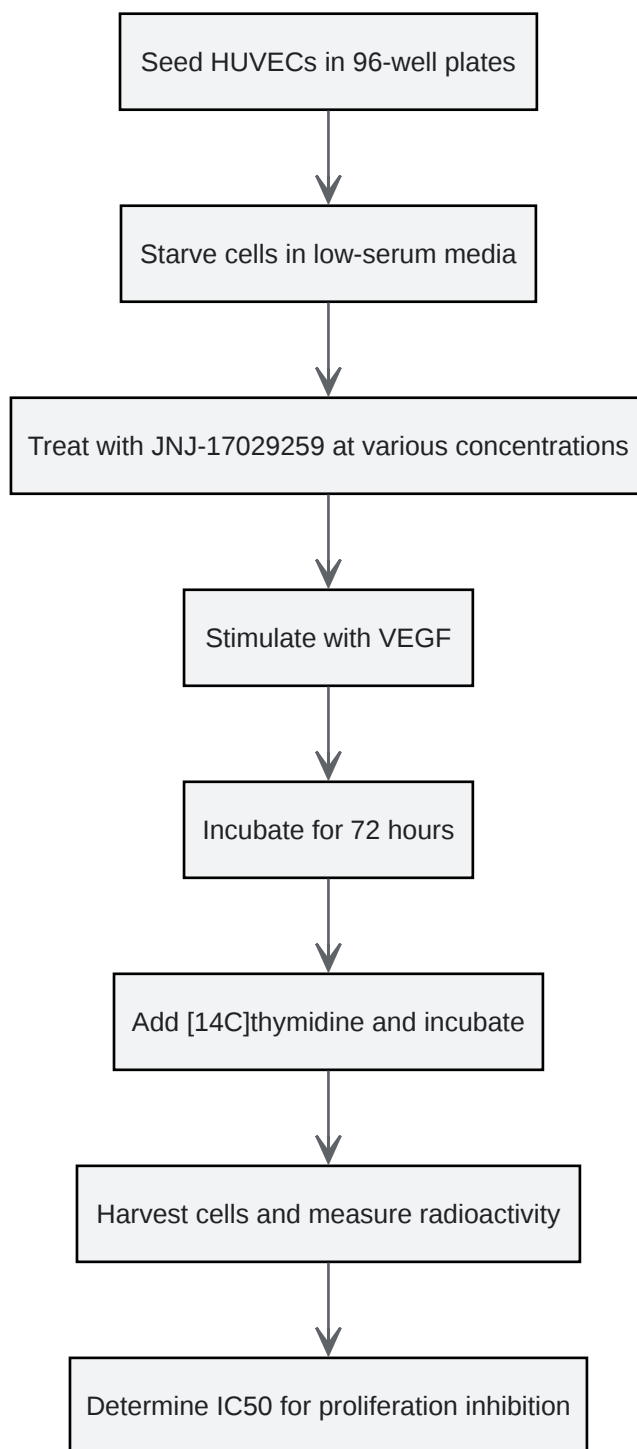 Seed HUVECs in 96-well plates
Starve cells in low-serum media
Treat with JNJ-17029259 at various concentrations
Stimulate with VEGF
Incubate for 72 hours
Add [14C]thymidine and incubate
Harvest cells and measure radioactivity
Determine IC50 for proliferation inhibition